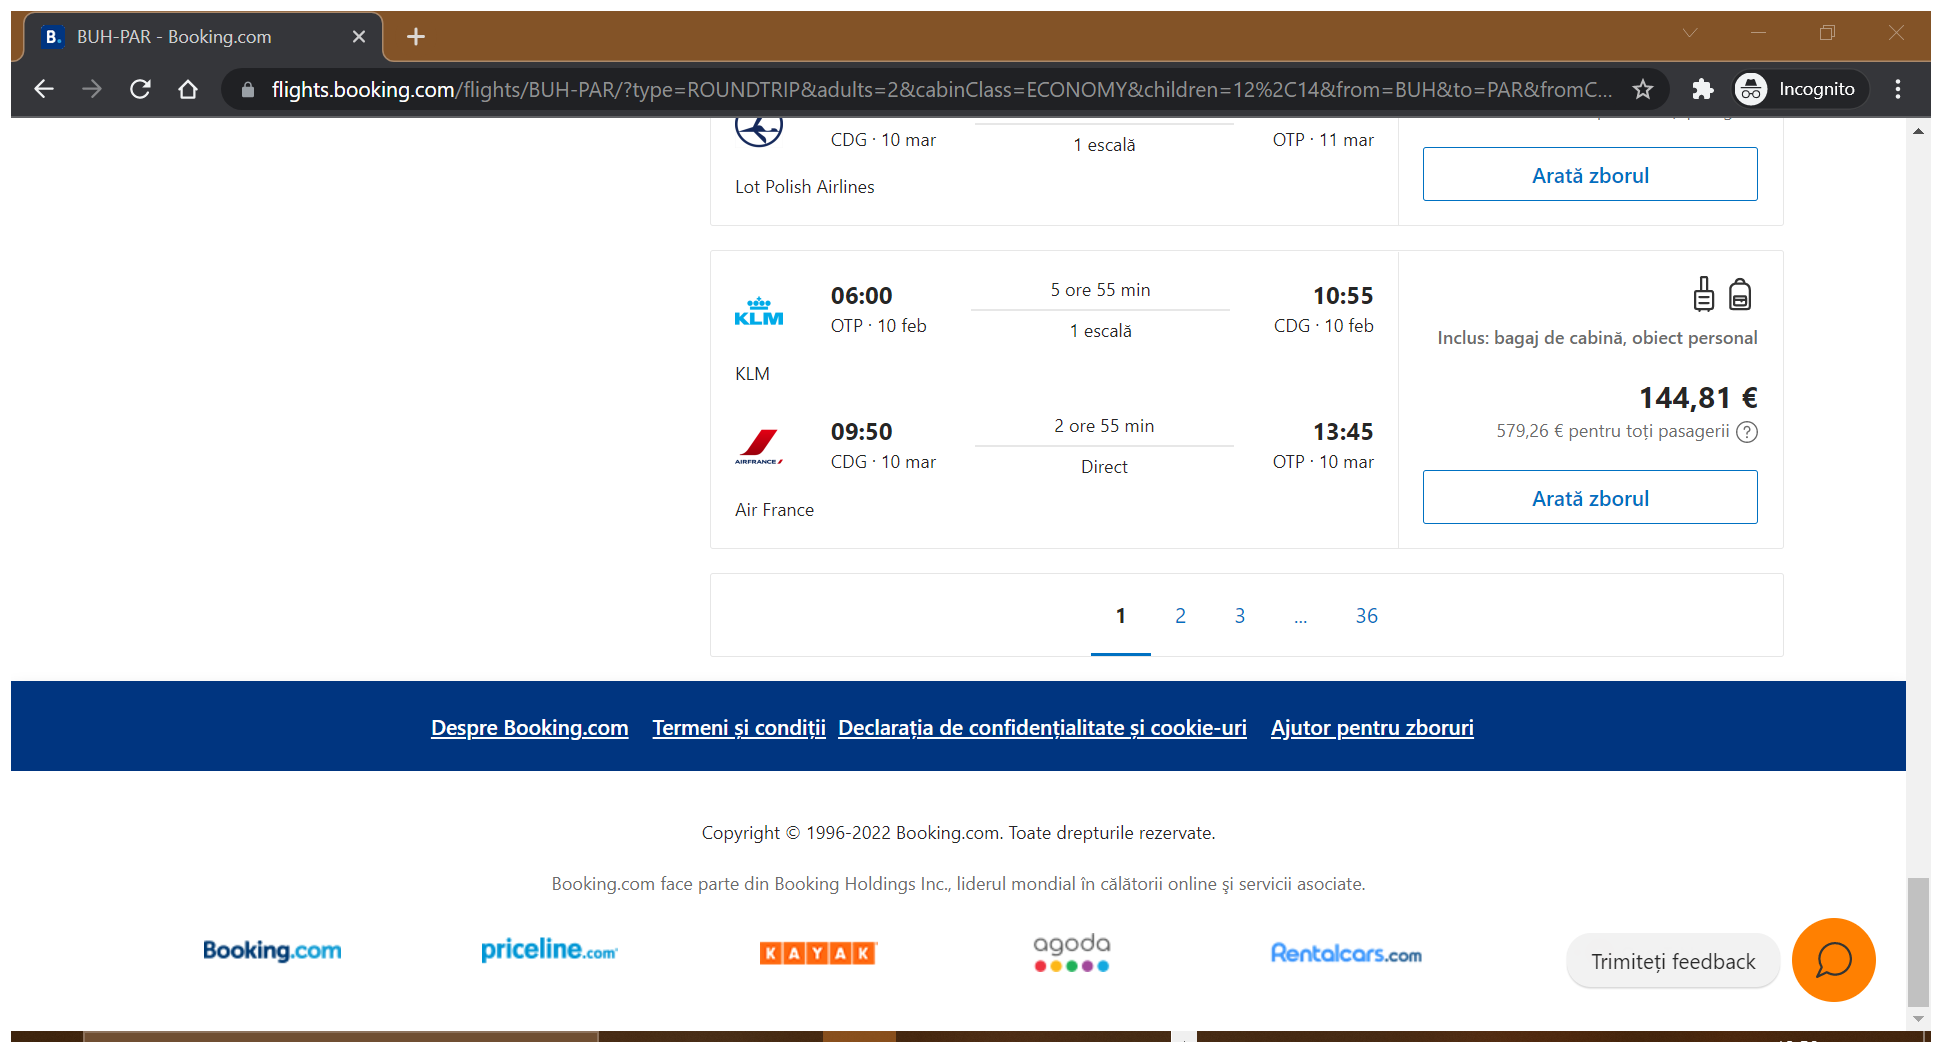 BUH-PAR - Booking.com
flights.booking.com/flights/BUH-PAR/?type=ROUNDTRIP&adults=2&cabinClass=ECONOMY&children=12%2C14&from=BUH&to=PAR&fromC...
Incognito
CDG · 10 mar
1 escală
OTP · 11 mar
Lot Polish Airlines
Arată zborul
KLM
06:00
5 ore 55 min
10:55
OTP · 10 feb
1 escală
CDG · 10 feb
KLM
Inclus: bagaj de cabină, obiect personal
144,81 €
579,26 € pentru toți pasagerii ?
AIRFRANCE
09:50
2 ore 55 min
13:45
CDG · 10 mar
Direct
OTP · 10 mar
Air France
Arată zborul
1 2 3 ... 36
Despre Booking.com Termeni și condiții Declarația de confidențialitate și cookie-uri Ajutor pentru zboruri
Copyright © 1996-2022 Booking.com. Toate drepturile rezervate.
Booking.com face parte din Booking Holdings Inc., liderul mondial în călătorii online şi servicii asociate.
Booking.com priceline.com KAYAK agoda Rentalcars.com
Trimiteți feedback